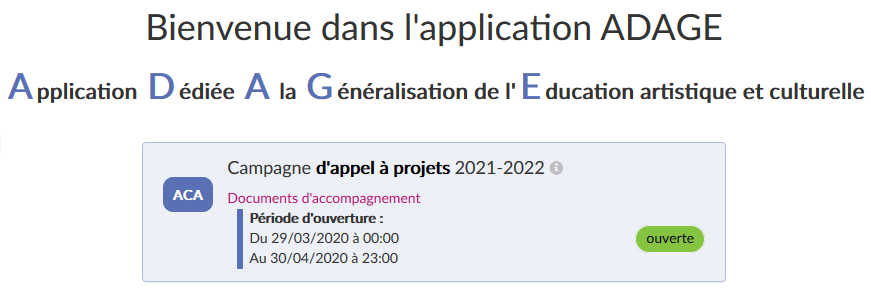 Bienvenue dans l'application ADAGE
Application Dédiée A la Généralisation de l'Education artistique et culturelle
Campagne d'appel à projets 2021-2022
ACA
Documents d'accompagnement
Période d'ouverture :
Du 29/03/2020 à 00:00
ouverte
Au 30/04/2020 à 23:00